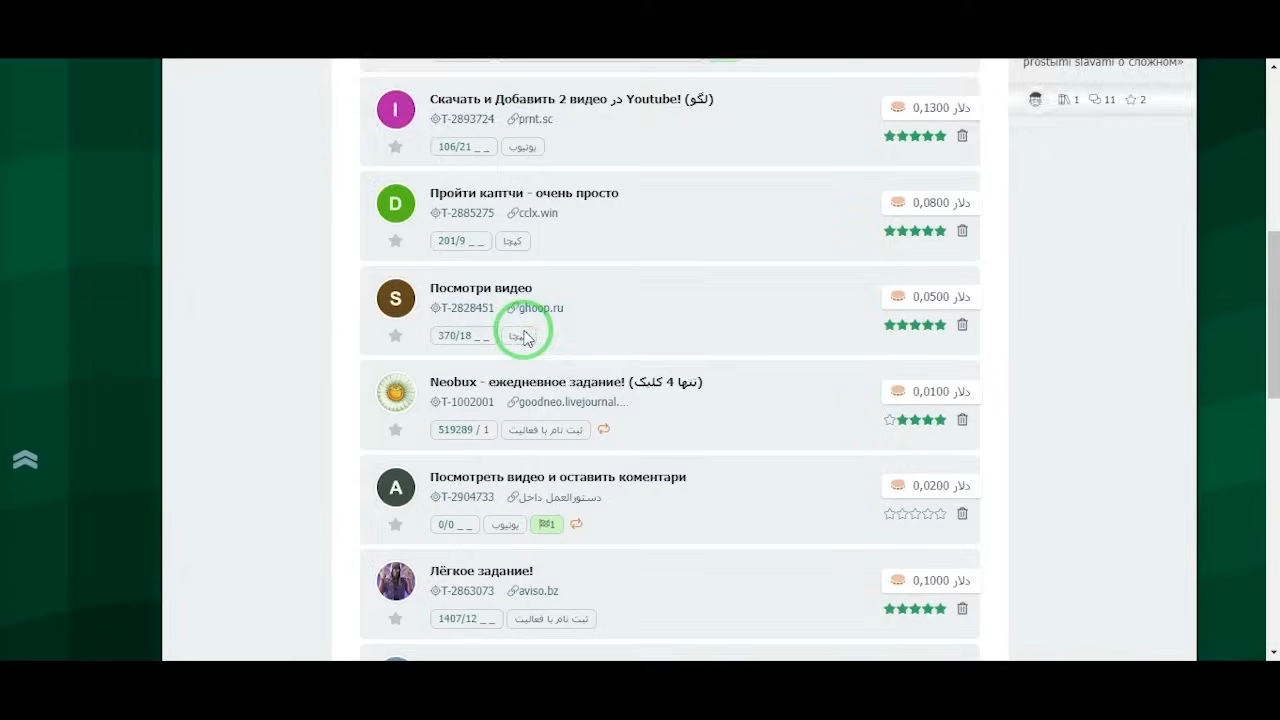 prostymi slavami o сложном»
1 11 2
I
Скачать и Добавить 2 видео در Youtube! (لگو)
T-2893724 prnt.sc
106/21 _ _ یوتیوب
0,1300 دلار
D
Пройти каптчи - очень просто
T-2885275 cclx.win
201/9 _ _ کپچا
0,0800 دلار
S
Посмотри видео
T-2828451 ghoop.ru
370/18 _ _
0,0500 دلار
Neobux - ежедневное задание! (تنها 4 کلیک)
T-1002001 goodneo.livejournal....
519289 / 1 ثبت نام با فعالیت
0,0100 دلار
A
Посмотреть видео и оставить коментари
T-2904733 دستورالعمل داخل
0/0 _ _ یوتیوب 1
0,0200 دلار
Лёгкое задание!
T-2863073 aviso.bz
1407/12 _ _ ثبت نام با فعالیت
0,1000 دلار